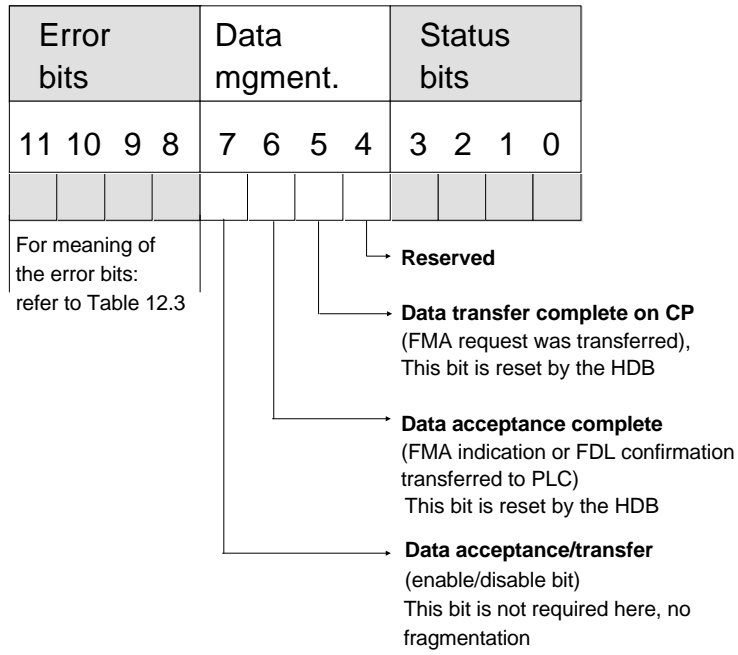 Error bits
Data mgment.
Status bits
11 10 9 8
7 6 5 4
3 2 1 0
For meaning of
the error bits:
refer to Table 12.3
Reserved
Data transfer complete on CP
(FMA request was transferred),
This bit is reset by the HDB
Data acceptance complete
(FMA indication or FDL confirmation
transferred to PLC)
This bit is reset by the HDB
Data acceptance/transfer
(enable/disable bit)
This bit is not required here, no
fragmentation